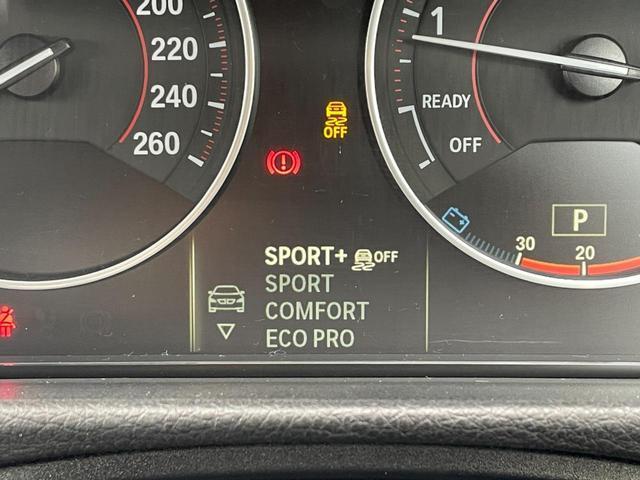 200
220
240
260
OFF
1
READY
OFF
P
30
20
SPORT+ OFF
SPORT
COMFORT
ECO PRO